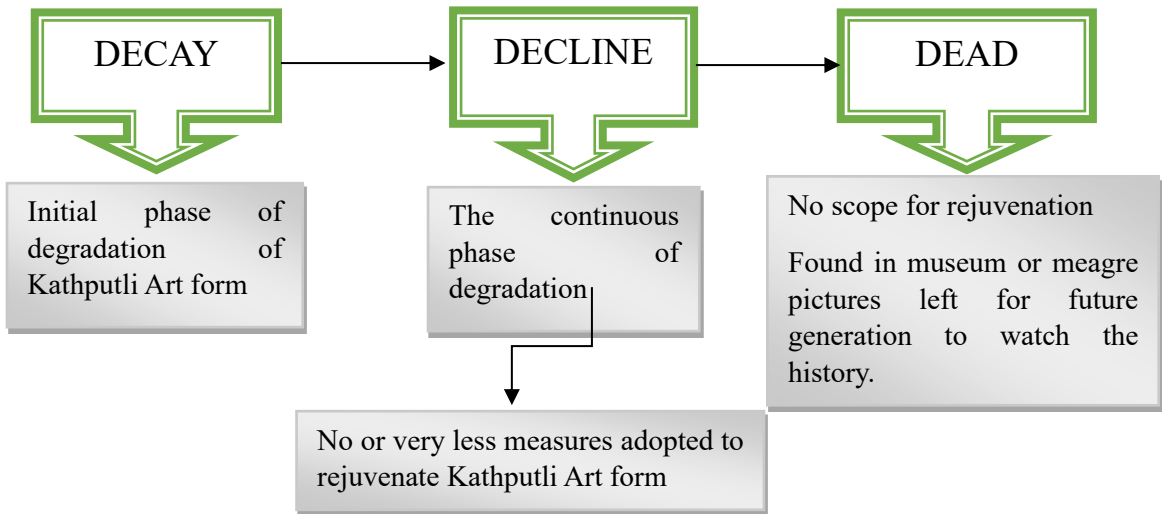 DECAY
DECLINE
DEAD
Initial phase of
degradation of
Kathputli Art form
The continuous
phase of
degradation
No scope for rejuvenation
Found in museum or meagre
pictures left for future
generation to watch the
history.
No or very less measures adopted to
rejuvenate Kathputli Art form